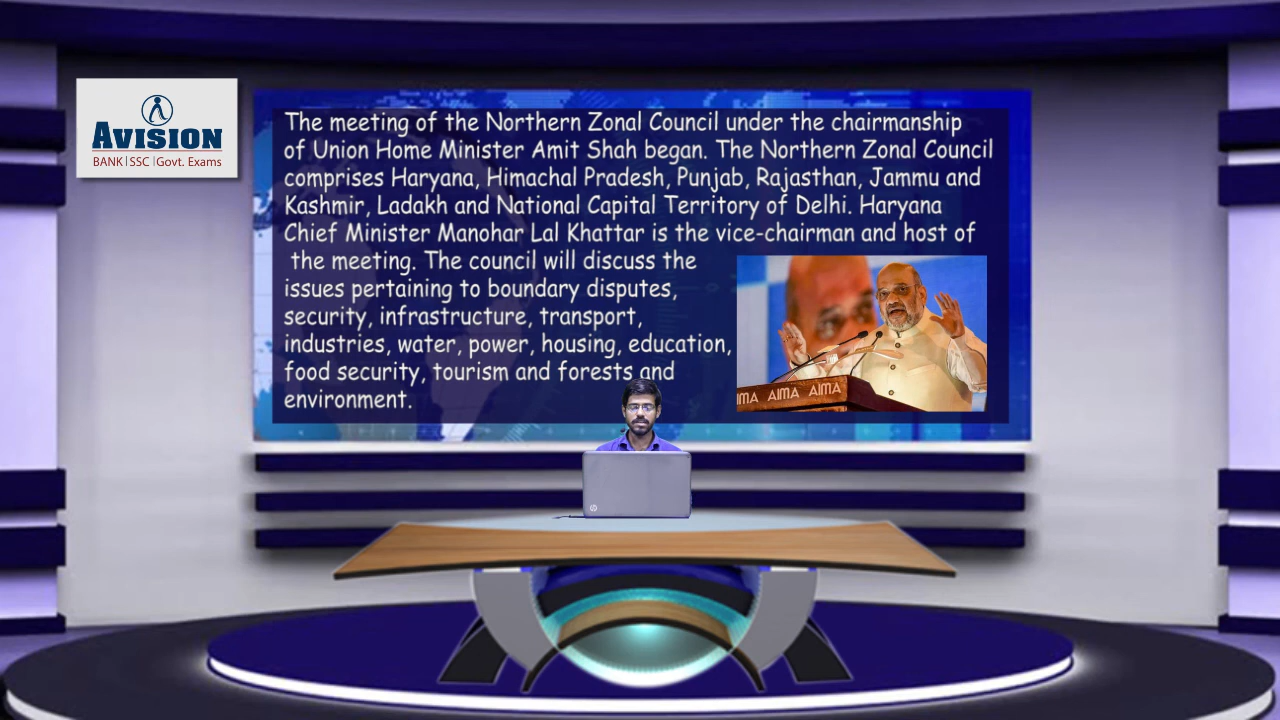 AVISION
BANK|SSC|Govt. Exams
The meeting of the Northern Zonal Council under the chairmanship
of Union Home Minister Amit Shah began. The Northern Zonal Council
comprises Haryana, Himachal Pradesh, Punjab, Rajasthan, Jammu and
Kashmir, Ladakh and National Capital Territory of Delhi. Haryana
Chief Minister Manohar Lal Khattar is the vice-chairman and host of
the meeting. The council will discuss the
issues pertaining to boundary disputes,
security, infrastructure, transport,
industries, water, power, housing, education,
food security, tourism and forests and
environment.
IMA AIMA AIMA
hp